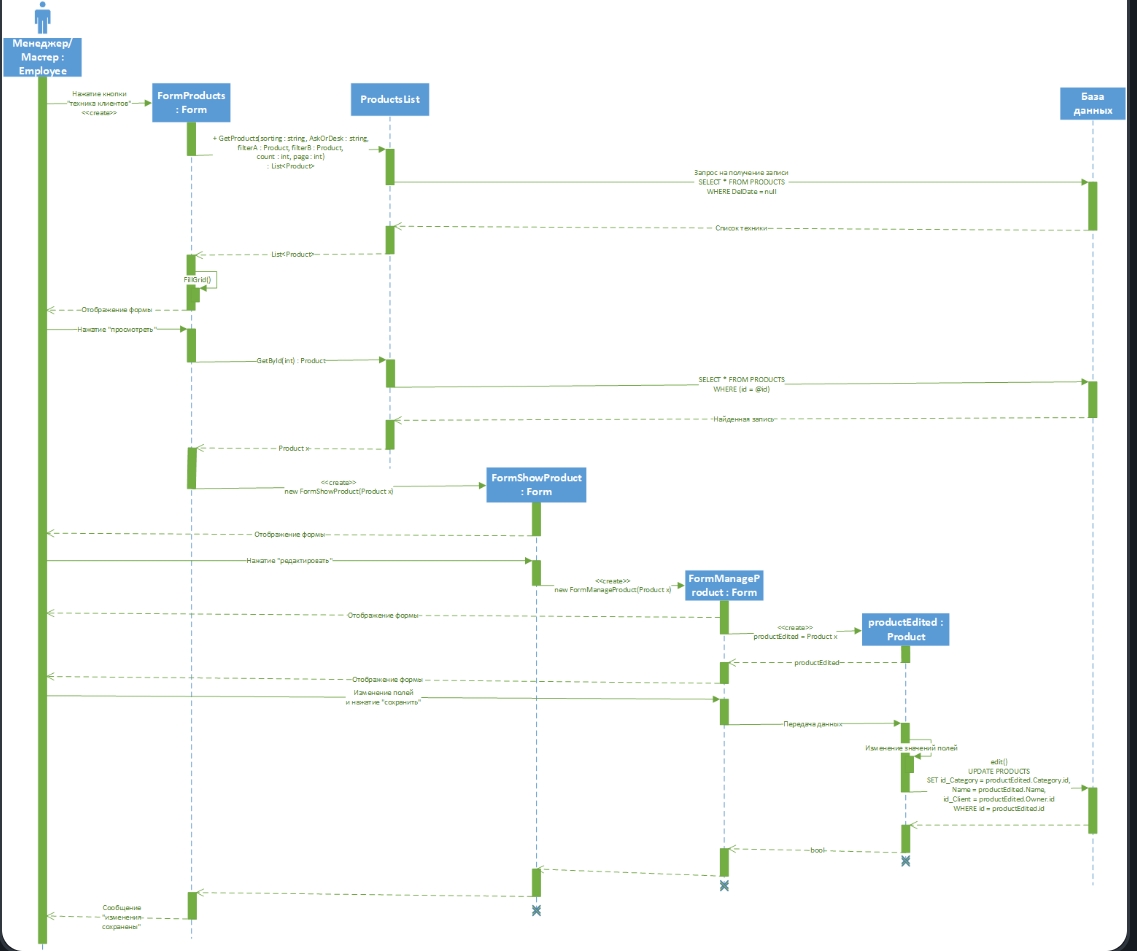 Менеджер/
Мастер :
Employee
Нажатие кнопки
"техника клиентов"
<<create>>
FormProducts
: Form
ProductsList
База
данных
+ GetProducts(sorting : string, AskOrDesk : string,
filterA : Product, filterB : Product,
count : int, page : int)
: List<Product>
Запрос на получение записи
SELECT * FROM PRODUCTS
WHERE DelDate = null
Список техники
List<Product>
FillGrid()
Отображение формы
Нажатие "просмотреть"
GetById(int) : Product
SELECT * FROM PRODUCTS
WHERE (id = @id)
Найденная запись
Product x
<<create>>
new FormShowProduct(Product x)
FormShowProduct
: Form
Отображение формы
Нажатие "редактировать"
<<create>>
new FormManageProduct(Product x)
FormManageP
roduct : Form
Отображение формы
<<create>>
productEdited = Product x
productEdited :
Product
productEdited
Отображение формы
Изменение полей
и нажатие "сохранить"
Передача данных
Изменение значений полей
edit()
UPDATE PRODUCTS
SET id_Category = productEdited.Category.id,
Name = productEdited.Name,
id_Client = productEdited.Owner.id
WHERE id = productEdited.id
bool
Сообщение
"изменения
сохранены"